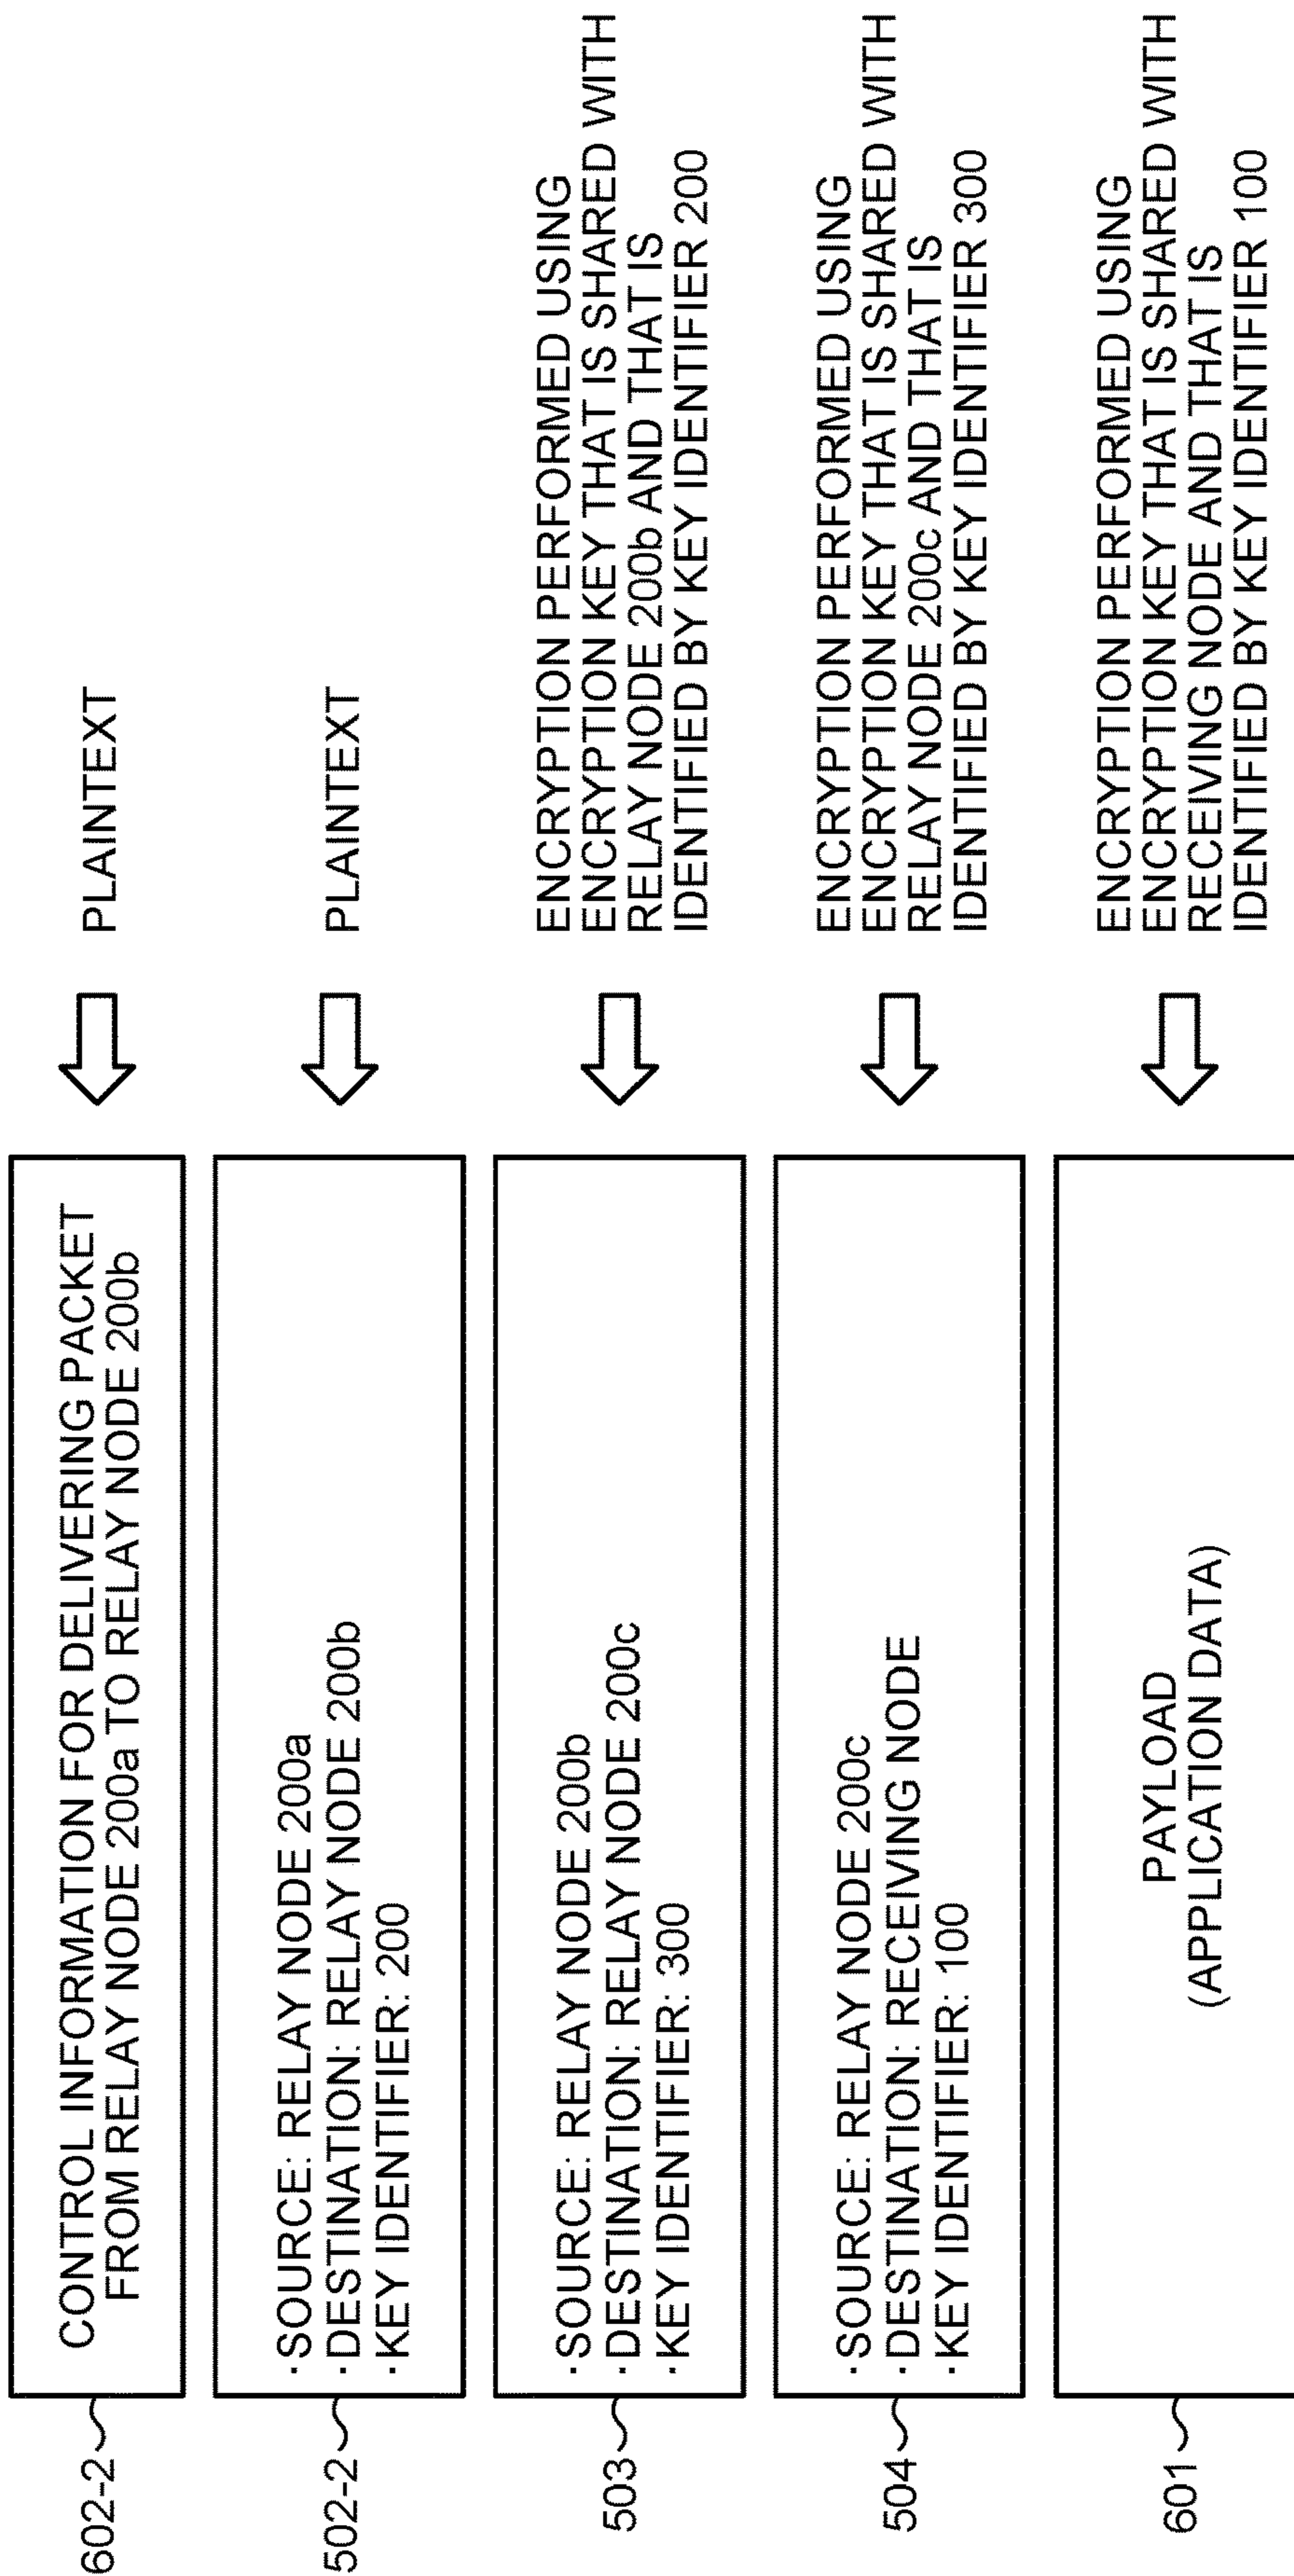 602-2
CONTROL INFORMATION FOR DELIVERING PACKET
FROM RELAY NODE 200a TO RELAY NODE 200b
PLAINTEXT
502-2
·SOURCE: RELAY NODE 200a
·DESTINATION: RELAY NODE 200b
·KEY IDENTIFIER: 200
PLAINTEXT
503
·SOURCE: RELAY NODE 200b
·DESTINATION: RELAY NODE 200c
·KEY IDENTIFIER: 300
ENCRYPTION PERFORMED USING
ENCRYPTION KEY THAT IS SHARED WITH
RELAY NODE 200b AND THAT IS
IDENTIFIED BY KEY IDENTIFIER 200
504
·SOURCE: RELAY NODE 200c
·DESTINATION: RECEIVING NODE
·KEY IDENTIFIER: 100
ENCRYPTION PERFORMED USING
ENCRYPTION KEY THAT IS SHARED WITH
RELAY NODE 200c AND THAT IS
IDENTIFIED BY KEY IDENTIFIER 300
601
PAYLOAD
(APPLICATION DATA)
ENCRYPTION PERFORMED USING
ENCRYPTION KEY THAT IS SHARED WITH
RECEIVING NODE AND THAT IS
IDENTIFIED BY KEY IDENTIFIER 100